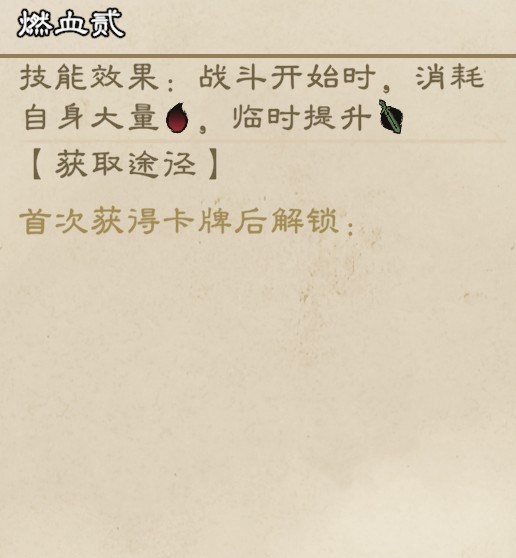 燃血贰
技能效果：战斗开始时，消耗
自身大量，临时提升
【获取途径】
首次获得卡牌后解锁：